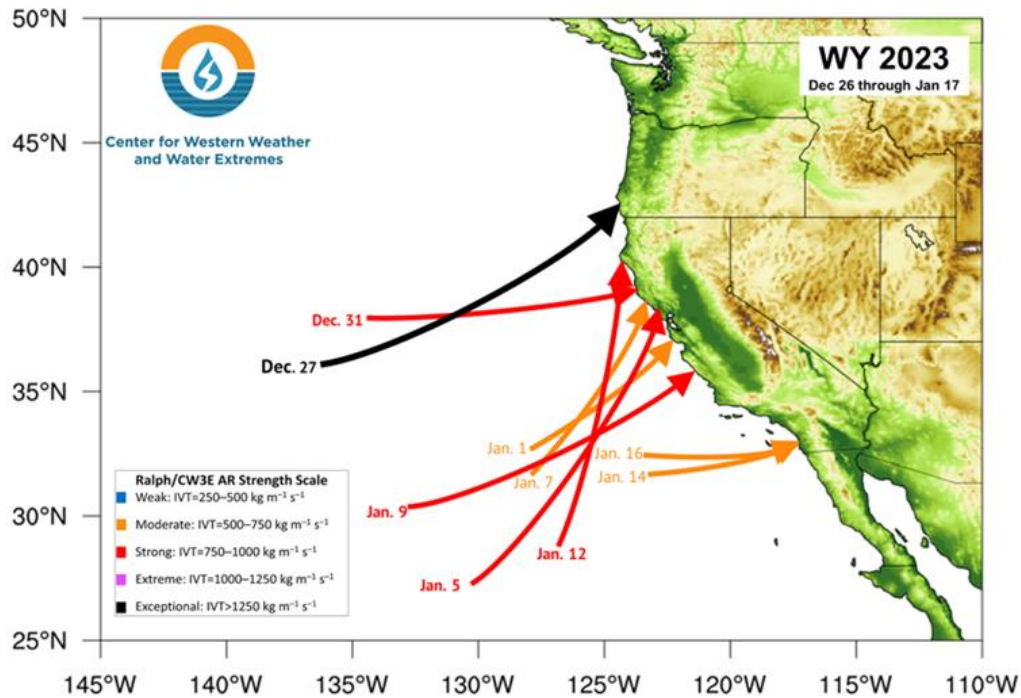 50°N
45°N
40°N
35°N
30°N
25°N
145°W 140°W 135°W 130°W 125°W 120°W 115°W 110°W
Center for Western Weather
and Water Extremes
WY 2023
Dec 26 through Jan 17
Dec. 31
Dec. 27
Jan. 1
Jan. 16
Jan. 7
Jan. 14
Jan. 9
Jan. 12
Jan. 5
Ralph/CW3E AR Strength Scale
Weak: IVT=250–500 kg m⁻¹ s⁻¹
Moderate: IVT=500–750 kg m⁻¹ s⁻¹
Strong: IVT=750–1000 kg m⁻¹ s⁻¹
Extreme: IVT=1000–1250 kg m⁻¹ s⁻¹
Exceptional: IVT>1250 kg m⁻¹ s⁻¹